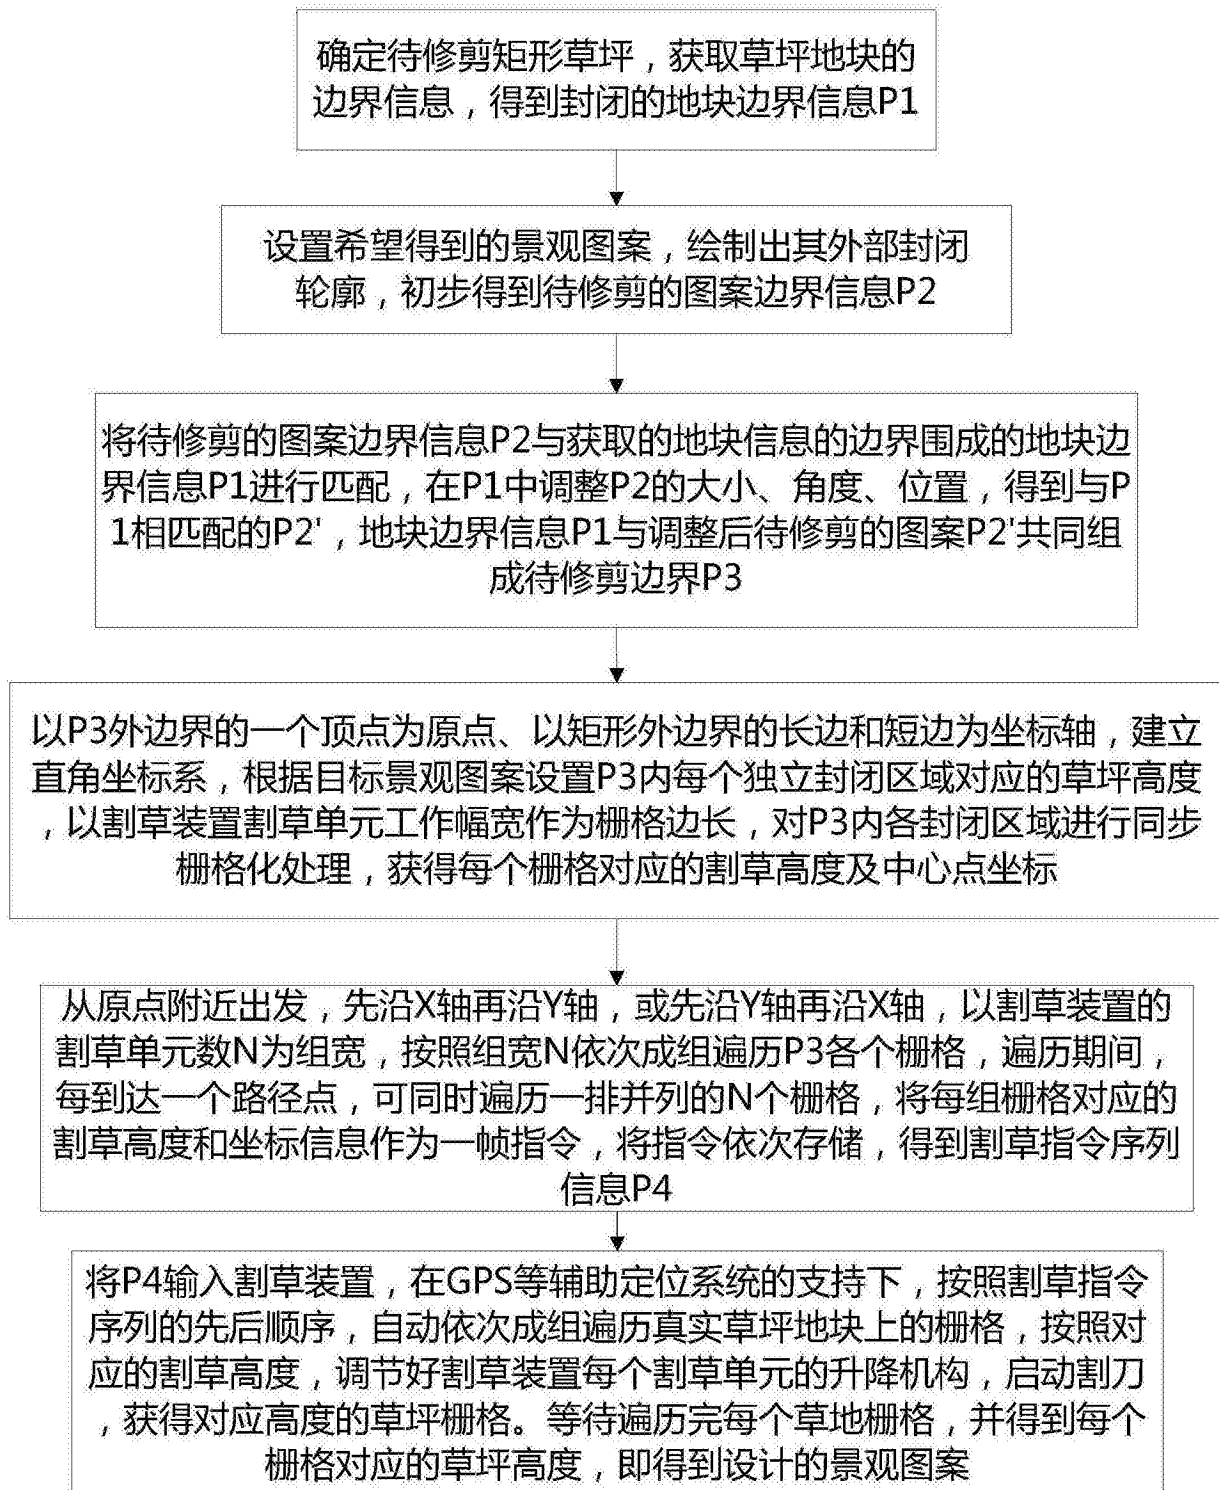 确定待修剪矩形草坪，获取草坪地块的
边界信息，得到封闭的地块边界信息P1
设置希望得到的景观图案，绘制出其外部封闭
轮廓，初步得到待修剪的图案边界信息P2
将待修剪的图案边界信息P2与获取的地块信息的边界围成的地块边
界信息P1进行匹配，在P1中调整P2的大小、角度、位置，得到与P
1相匹配的P2'，地块边界信息P1与调整后待修剪的图案P2'共同组
成待修剪边界P3
以P3外边界的一个顶点为原点、以矩形外边界的长边和短边为坐标轴，建立
直角坐标系，根据目标景观图案设置P3内每个独立封闭区域对应的草坪高度
，以割草装置割草单元工作幅宽作为栅格边长，对P3内各封闭区域进行同步
栅格化处理，获得每个栅格对应的割草高度及中心点坐标
从原点附近出发，先沿X轴再沿Y轴，或先沿Y轴再沿X轴，以割草装置的
割草单元数N为组宽，按照组宽N依次成组遍历P3各个栅格，遍历期间，
每到达一个路径点，可同时遍历一排并列的N个栅格，将每组栅格对应的
割草高度和坐标信息作为一帧指令，将指令依次存储，得到割草指令序列
信息P4
将P4输入割草装置，在GPS等辅助定位系统的支持下，按照割草指令
序列的先后顺序，自动依次成组遍历真实草坪地块上的栅格，按照对
应的割草高度，调节好割草装置每个割草单元的升降机构，启动割刀
，获得对应高度的草坪栅格。等待遍历完每个草地栅格，并得到每个
栅格对应的草坪高度，即得到设计的景观图案